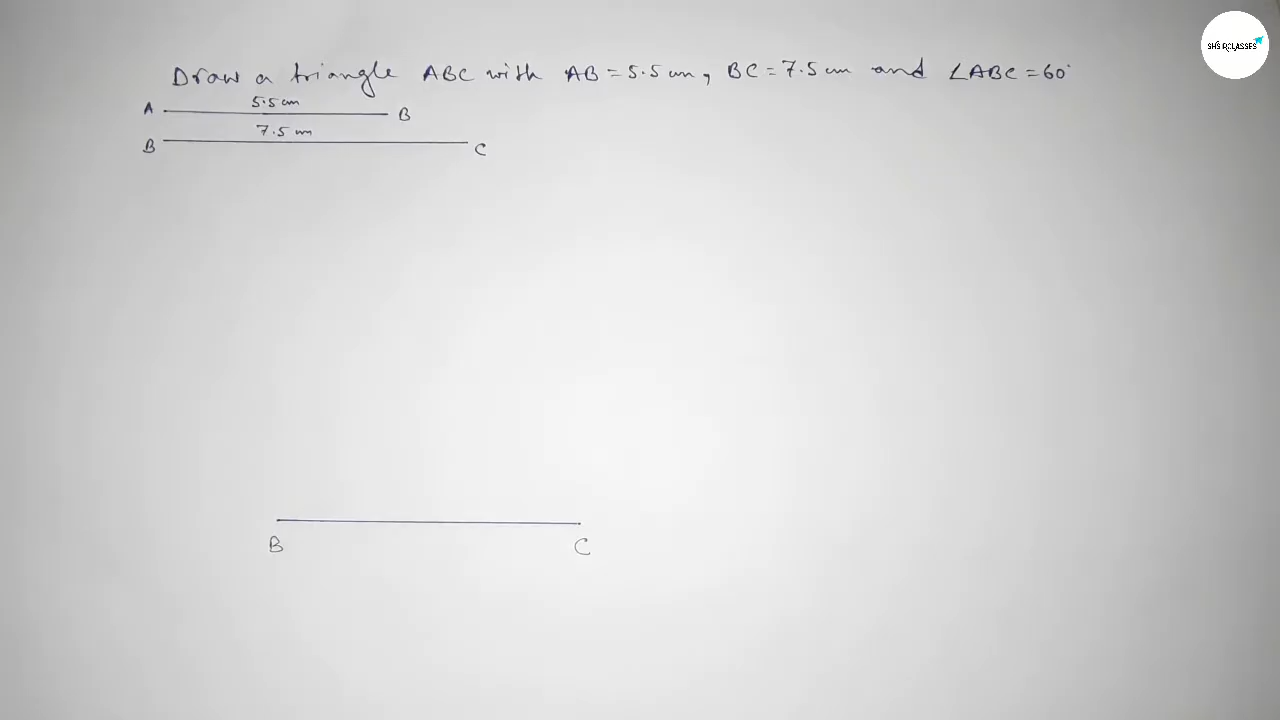 SHSIRCLASSES
Draw a triangle ABC with AB = 5.5 cm, BC = 7.5 cm and ∠ABC = 60°
A 5.5 cm B
B 7.5 cm C
B C